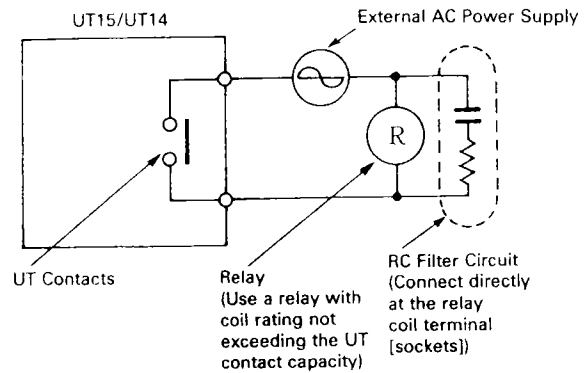 External AC Power Supply
UT15/UT14
R
UT Contacts
Relay
(Use a relay with
coil rating not
exceeding the UT
contact capacity)
RC Filter Circuit
(Connect directly
at the relay
coil terminal
[sockets])